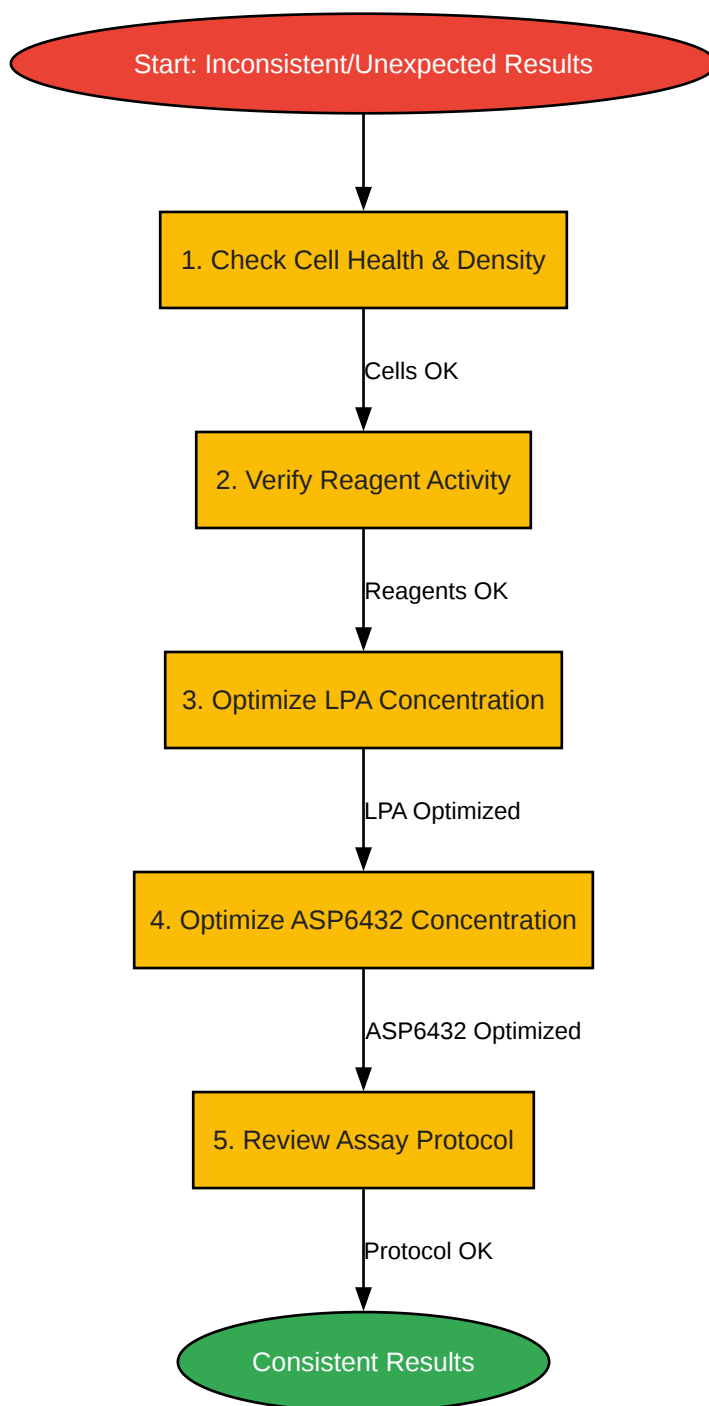 Start: Inconsistent/Unexpected Results
1. Check Cell Health & Density
Cells OK
2. Verify Reagent Activity
Reagents OK
3. Optimize LPA Concentration
LPA Optimized
4. Optimize ASP6432 Concentration
ASP6432 Optimized
5. Review Assay Protocol
Protocol OK
Consistent Results